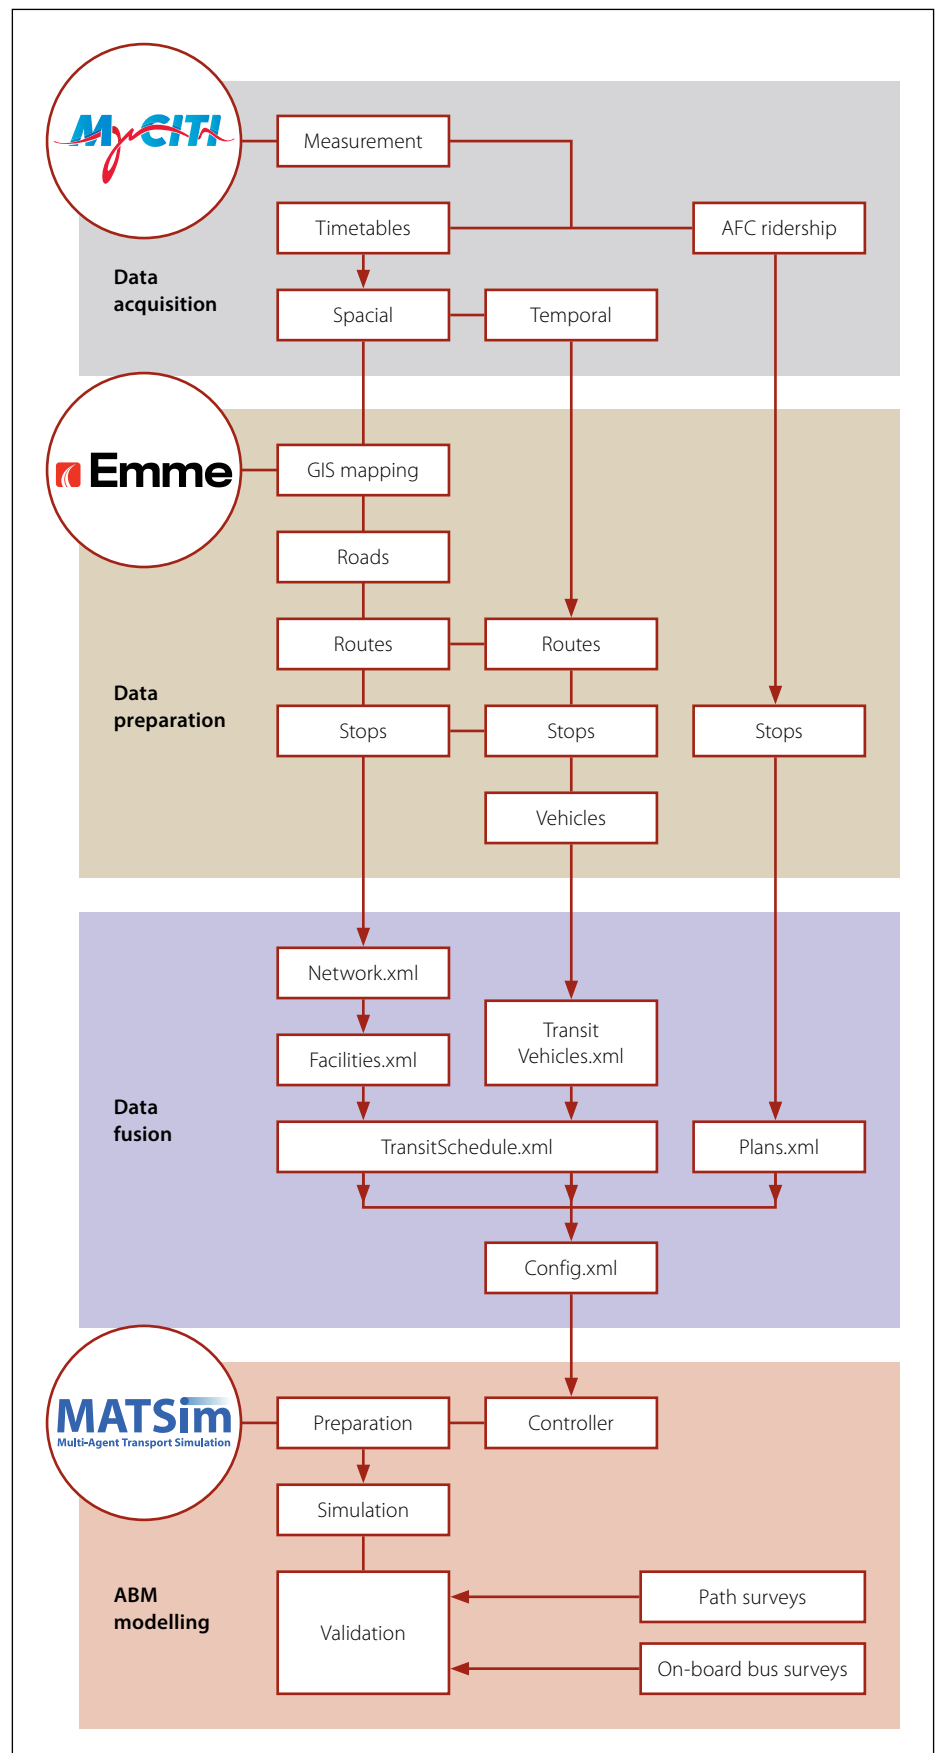 MyCITI
Measurement
Timetables
AFC ridership
Data
acquisition
Spacial
Temporal
Emme
GIS mapping
Roads
Routes
Routes
Data
preparation
Stops
Stops
Stops
Vehicles
Network.xml
Transit
Vehicles.xml
Facilities.xml
Data
fusion
TransitSchedule.xml
Plans.xml
Config.xml
MATSim
Multi-Agent Transport Simulation
Preparation
Controller
Simulation
ABM
modelling
Path surveys
Validation
On-board bus surveys